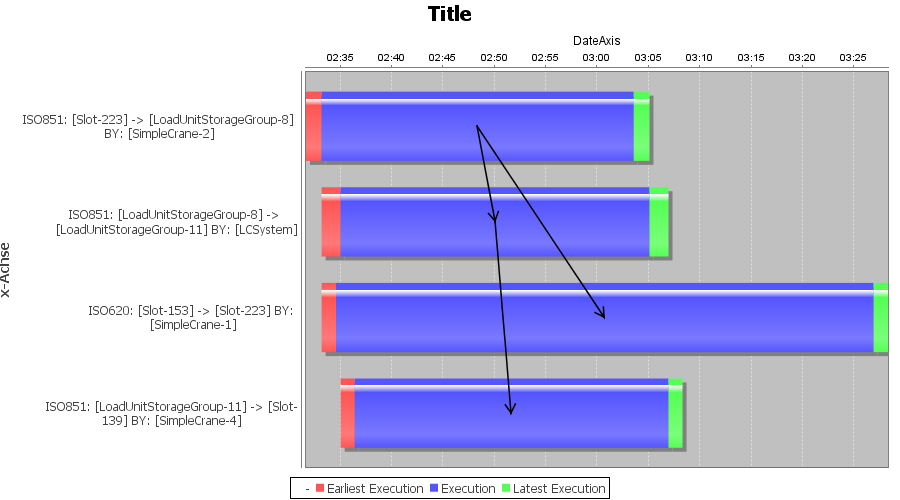 Title
DateAxis
02:35 02:40 02:45 02:50 02:55 03:00 03:05 03:10 03:15 03:20 03:25
x-Achse
ISO851: [Slot-223] -> [LoadUnitStorageGroup-8]
BY: [SimpleCrane-2]
ISO851: [LoadUnitStorageGroup-8] ->
[LoadUnitStorageGroup-11] BY: [LCSystem]
ISO620: [Slot-153] -> [Slot-223] BY:
[SimpleCrane-1]
ISO851: [LoadUnitStorageGroup-11] -> [Slot-
139] BY: [SimpleCrane-4]
- Earliest Execution Execution Latest Execution